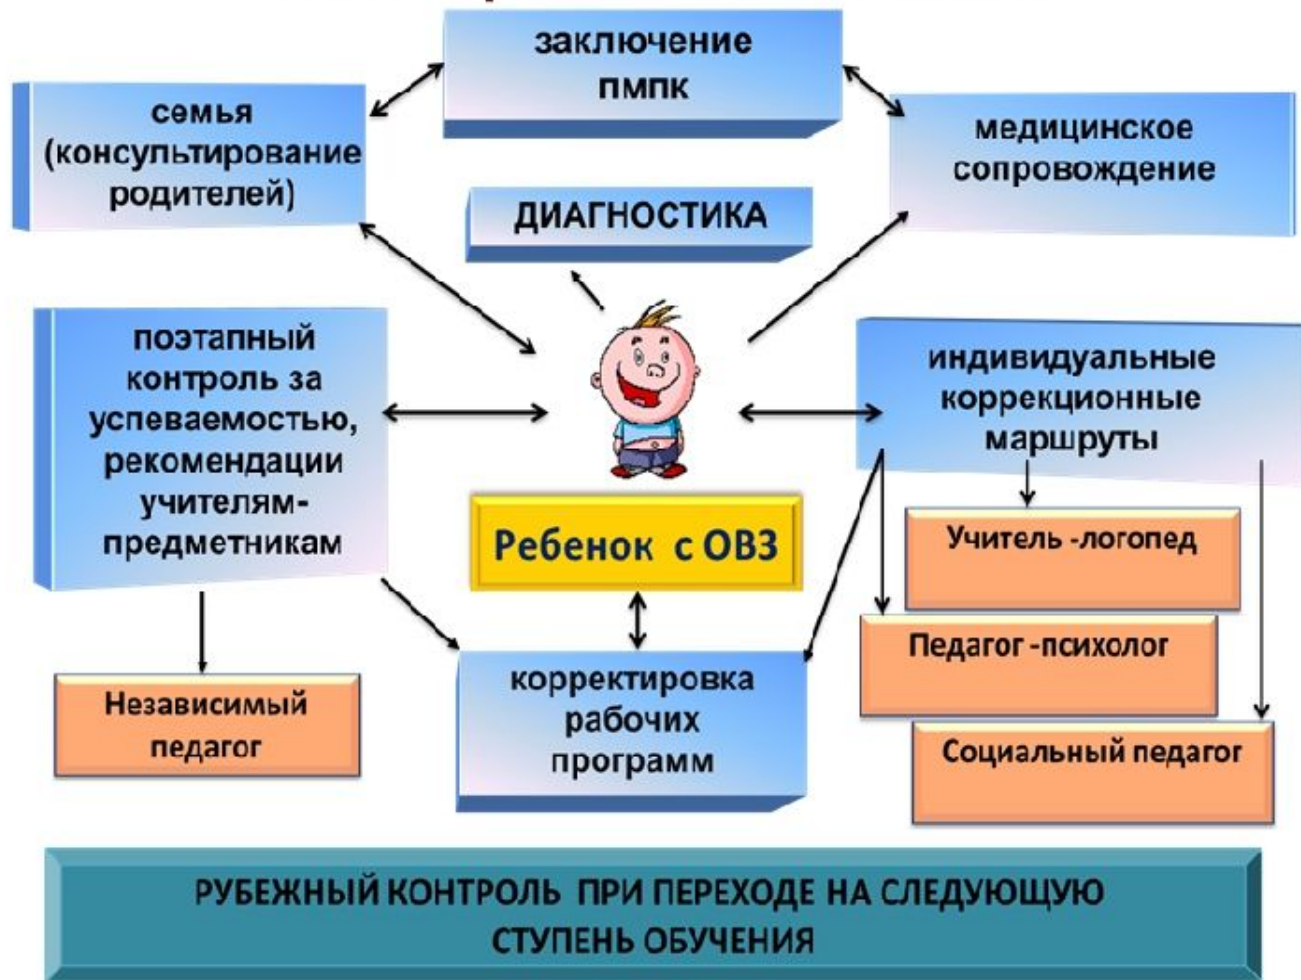 заключение
пмпк
семья
(консультирование
родителей)
медицинское
сопровождение
ДИАГНОСТИКА
поэтапный
контроль за
успеваемостью,
рекомендации
учителям-
предметникам
индивидуальные
коррекционные
маршруты
Ребенок с ОВЗ
Учитель -логопед
Педагог -психолог
Социальный педагог
Независимый
педагог
корректировка
рабочих
программ
РУБЕЖНЫЙ КОНТРОЛЬ ПРИ ПЕРЕХОДЕ НА СЛЕДУЮЩУЮ
СТУПЕНЬ ОБУЧЕНИЯ